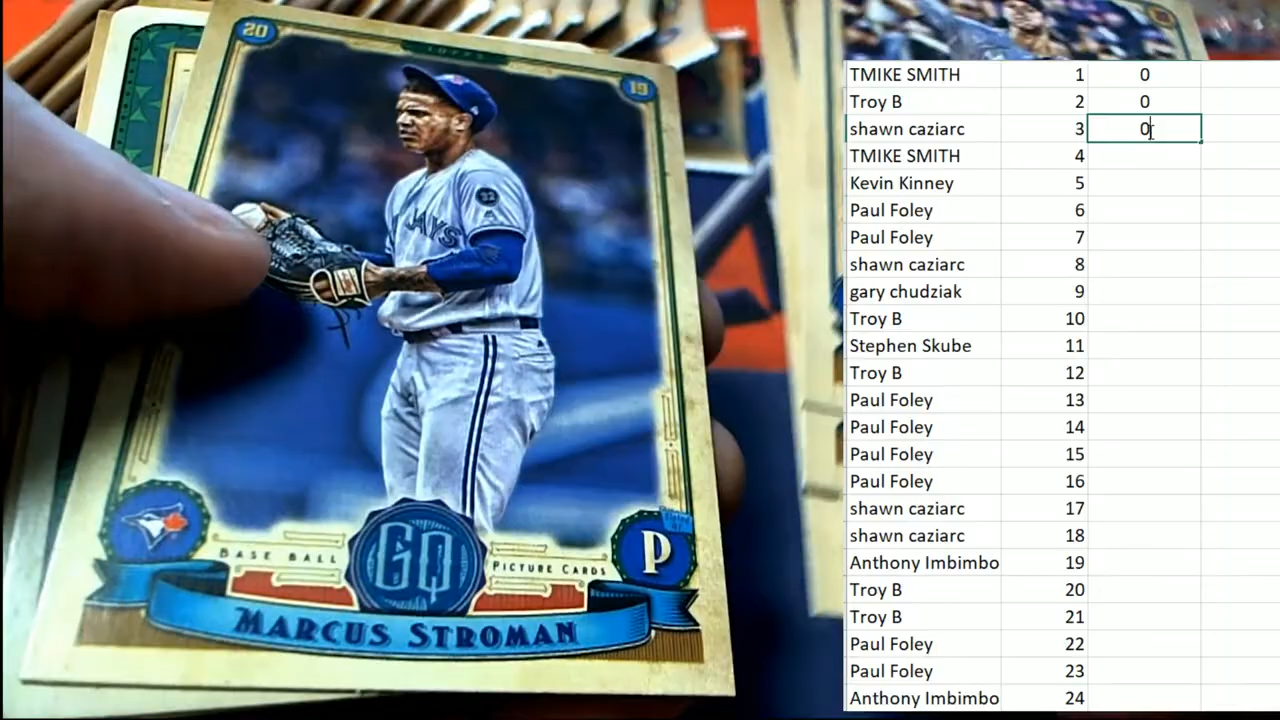 20
TOPPS
19
JAYS
32
GQ
BASE BALL
PICTURE CARDS
P
MARCUS STROMAN
TMIKE SMITH 1 0
Troy B 2 0
shawn caziarc 3 0
TMIKE SMITH 4
Kevin Kinney 5
Paul Foley 6
Paul Foley 7
shawn caziarc 8
gary chudziak 9
Troy B 10
Stephen Skube 11
Troy B 12
Paul Foley 13
Paul Foley 14
Paul Foley 15
Paul Foley 16
shawn caziarc 17
shawn caziarc 18
Anthony Imbimbo 19
Troy B 20
Troy B 21
Paul Foley 22
Paul Foley 23
Anthony Imbimbo 24